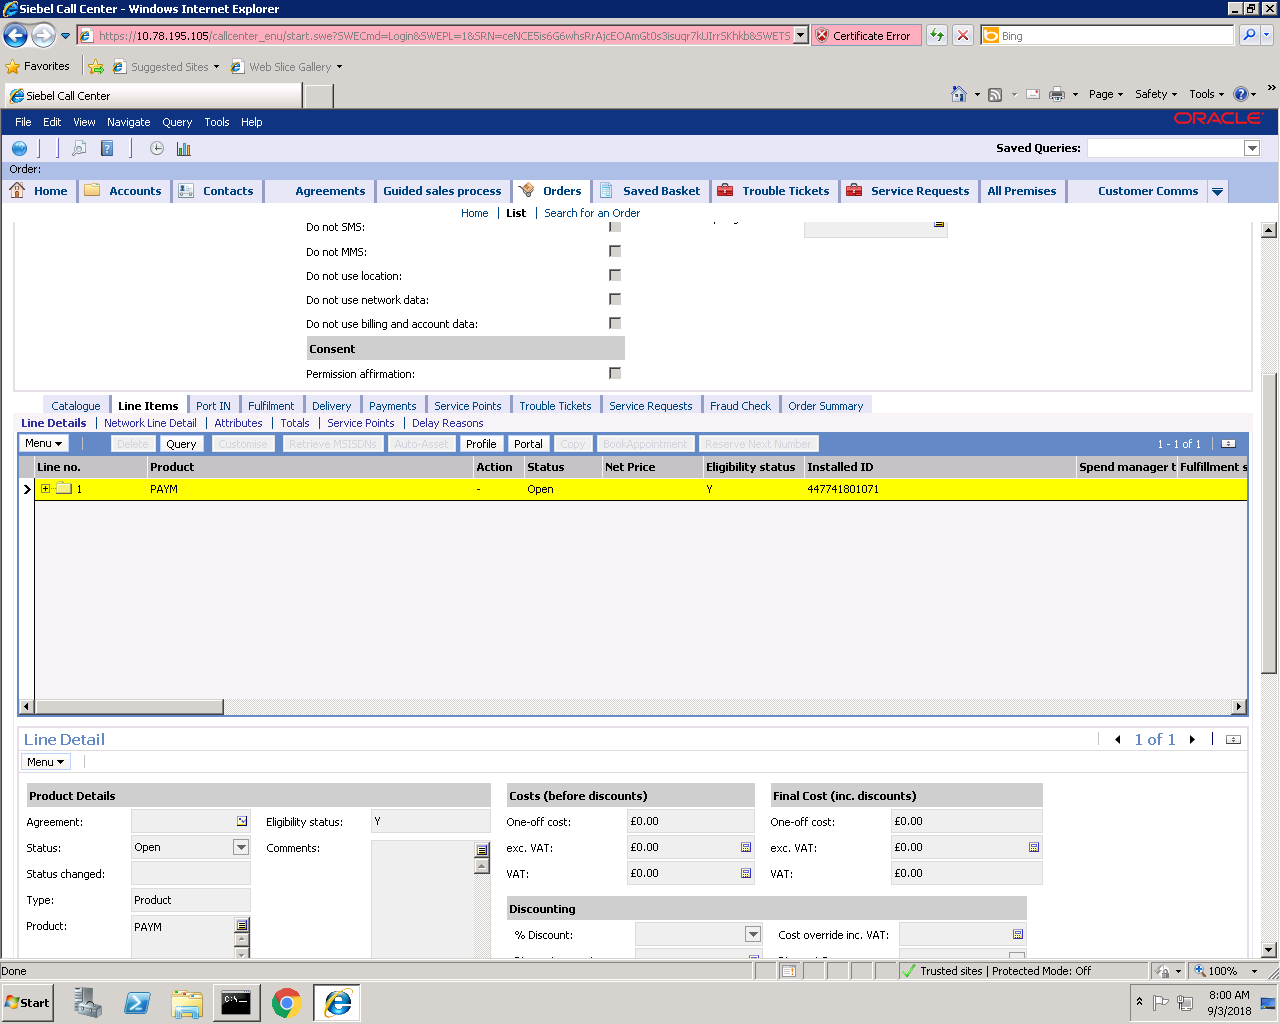 Siebel Call Center - Windows Internet Explorer
https://10.78.195.105/callcenter_enu/start.swe?SWECmd=Login&SWEPL=1&SRN=
Certificate Error
Bing
Favorites
Suggested Sites
Web Slice Gallery
Siebel Call Center
Page
Safety
Tools
File Edit View Navigate Query Tools Help
ORACLE
Saved Queries:
Order:
Home Accounts Contacts Agreements Guided sales process Orders Saved Basket Trouble Tickets Service Requests All Premises Customer Comms
Home | List | Search for an Order
Do not SMS:
Do not MMS:
Do not use location:
Do not use network data:
Do not use billing and account data:
Consent
Permission affirmation:
Catalogue Line Items Port IN Fulfilment Delivery Payments Service Points Trouble Tickets Service Requests Fraud Check Order Summary
Line Details | Network Line Detail | Attributes | Totals | Service Points | Delay Reasons
Menu Delete Query Customise Retrieve MSISDNs Auto-Asset Profile Portal Copy BookAppointment Reserve Next Number 1 - 1 of 1
Line no. Product Action Status Net Price Eligibility status Installed ID Spend manager t Fulfillment s
1 PAYM - Open Y 447741801071
Line Detail
1 of 1
Menu
Product Details Costs (before discounts) Final Cost (inc. discounts)
Agreement: Eligibility status: Y One-off cost: £0.00 One-off cost: £0.00
Status: Open Comments: exc. VAT: £0.00 exc. VAT: £0.00
Status changed: VAT: £0.00 VAT: £0.00
Type: Product
Discounting
Product: PAYM
% Discount: Cost override inc. VAT:
Done
Trusted sites | Protected Mode: Off
100%
Start
8:00 AM
9/3/2018